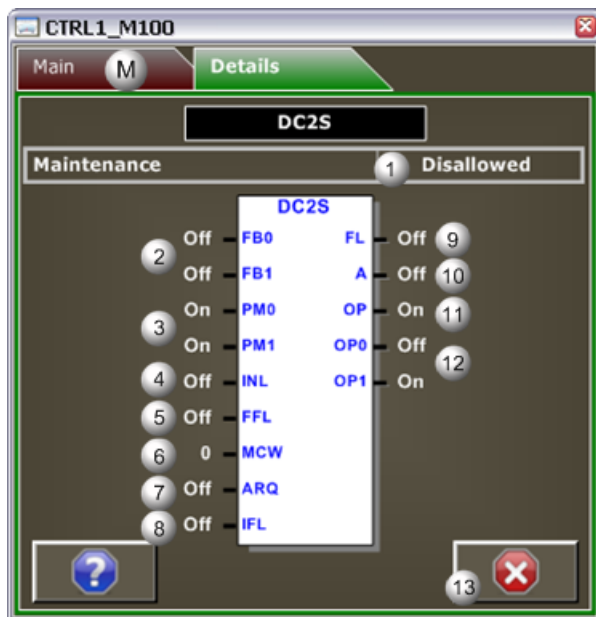 CTRL1_M100
Main M Details
DC2S
Maintenance 1 Disallowed
DC2S
Off FB0 FL Off 9
2
Off FB1 A Off 10
On PM0 OP On 11
3
On PM1 OP0 Off
12
4 Off INL OP1 On
5 Off FFL
6 0 MCW
7 Off ARQ
8 Off IFL
? 13